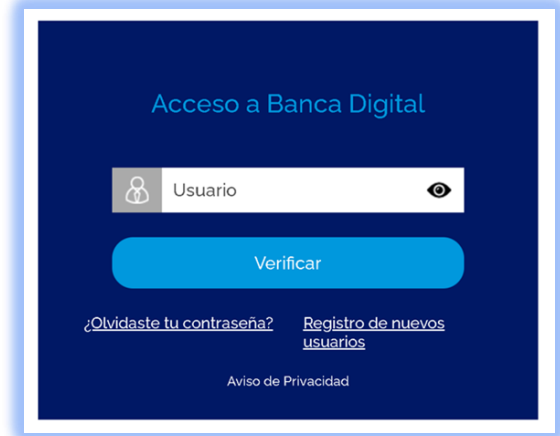 Acceso a Banca Digital
Usuario
Verificar
¿Olvidaste tu contraseña?
Registro de nuevos
usuarios
Aviso de Privacidad